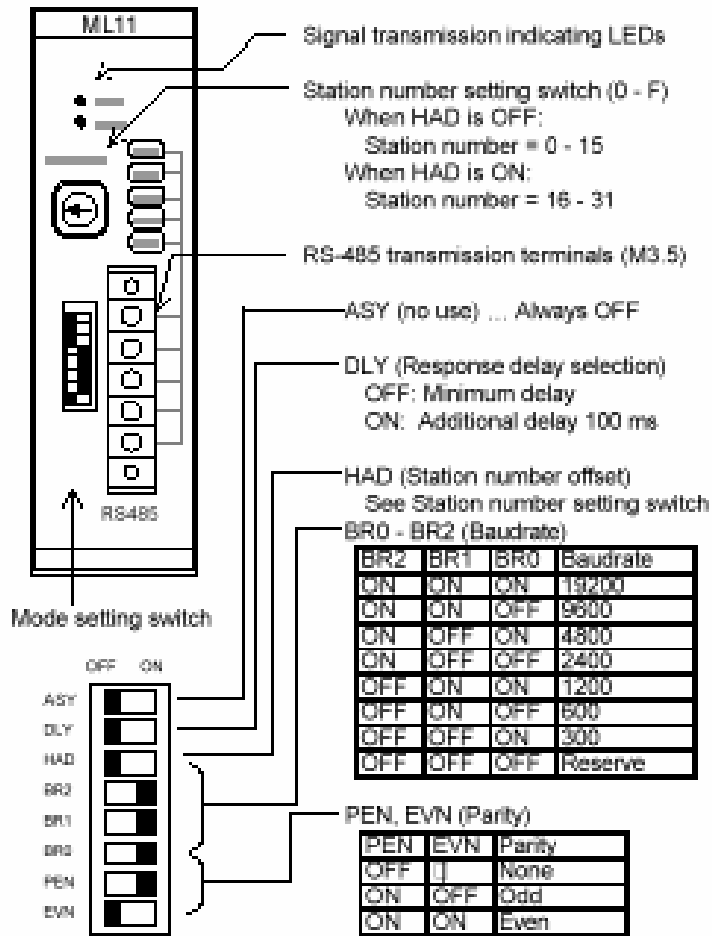 ML11
Signal transmission indicating LEDs
Station number setting switch (0 - F)
When HAD is OFF:
Station number = 0 - 15
When HAD is ON:
Station number = 16 - 31
RS-485 transmission terminals (M3.5)
ASY (no use) ... Always OFF
DLY (Response delay selection)
OFF: Minimum delay
ON: Additional delay 100 ms
HAD (Station number offset)
See Station number setting switch
RS485
Mode setting switch
BR0 - BR2 (Baudrate)
BR2 BR1 BR0 Baudrate
ON ON ON 19200
ON ON OFF 9600
ON OFF ON 4800
ON OFF OFF 2400
OFF ON ON 1200
OFF ON OFF 600
OFF OFF ON 300
OFF OFF OFF Reserve
OFF ON
ASY
DLY
HAD
BR2
BR1
BR0
PEN
EVN
PEN, EVN (Parity)
PEN EVN Parity
OFF None
ON OFF Odd
ON ON Even